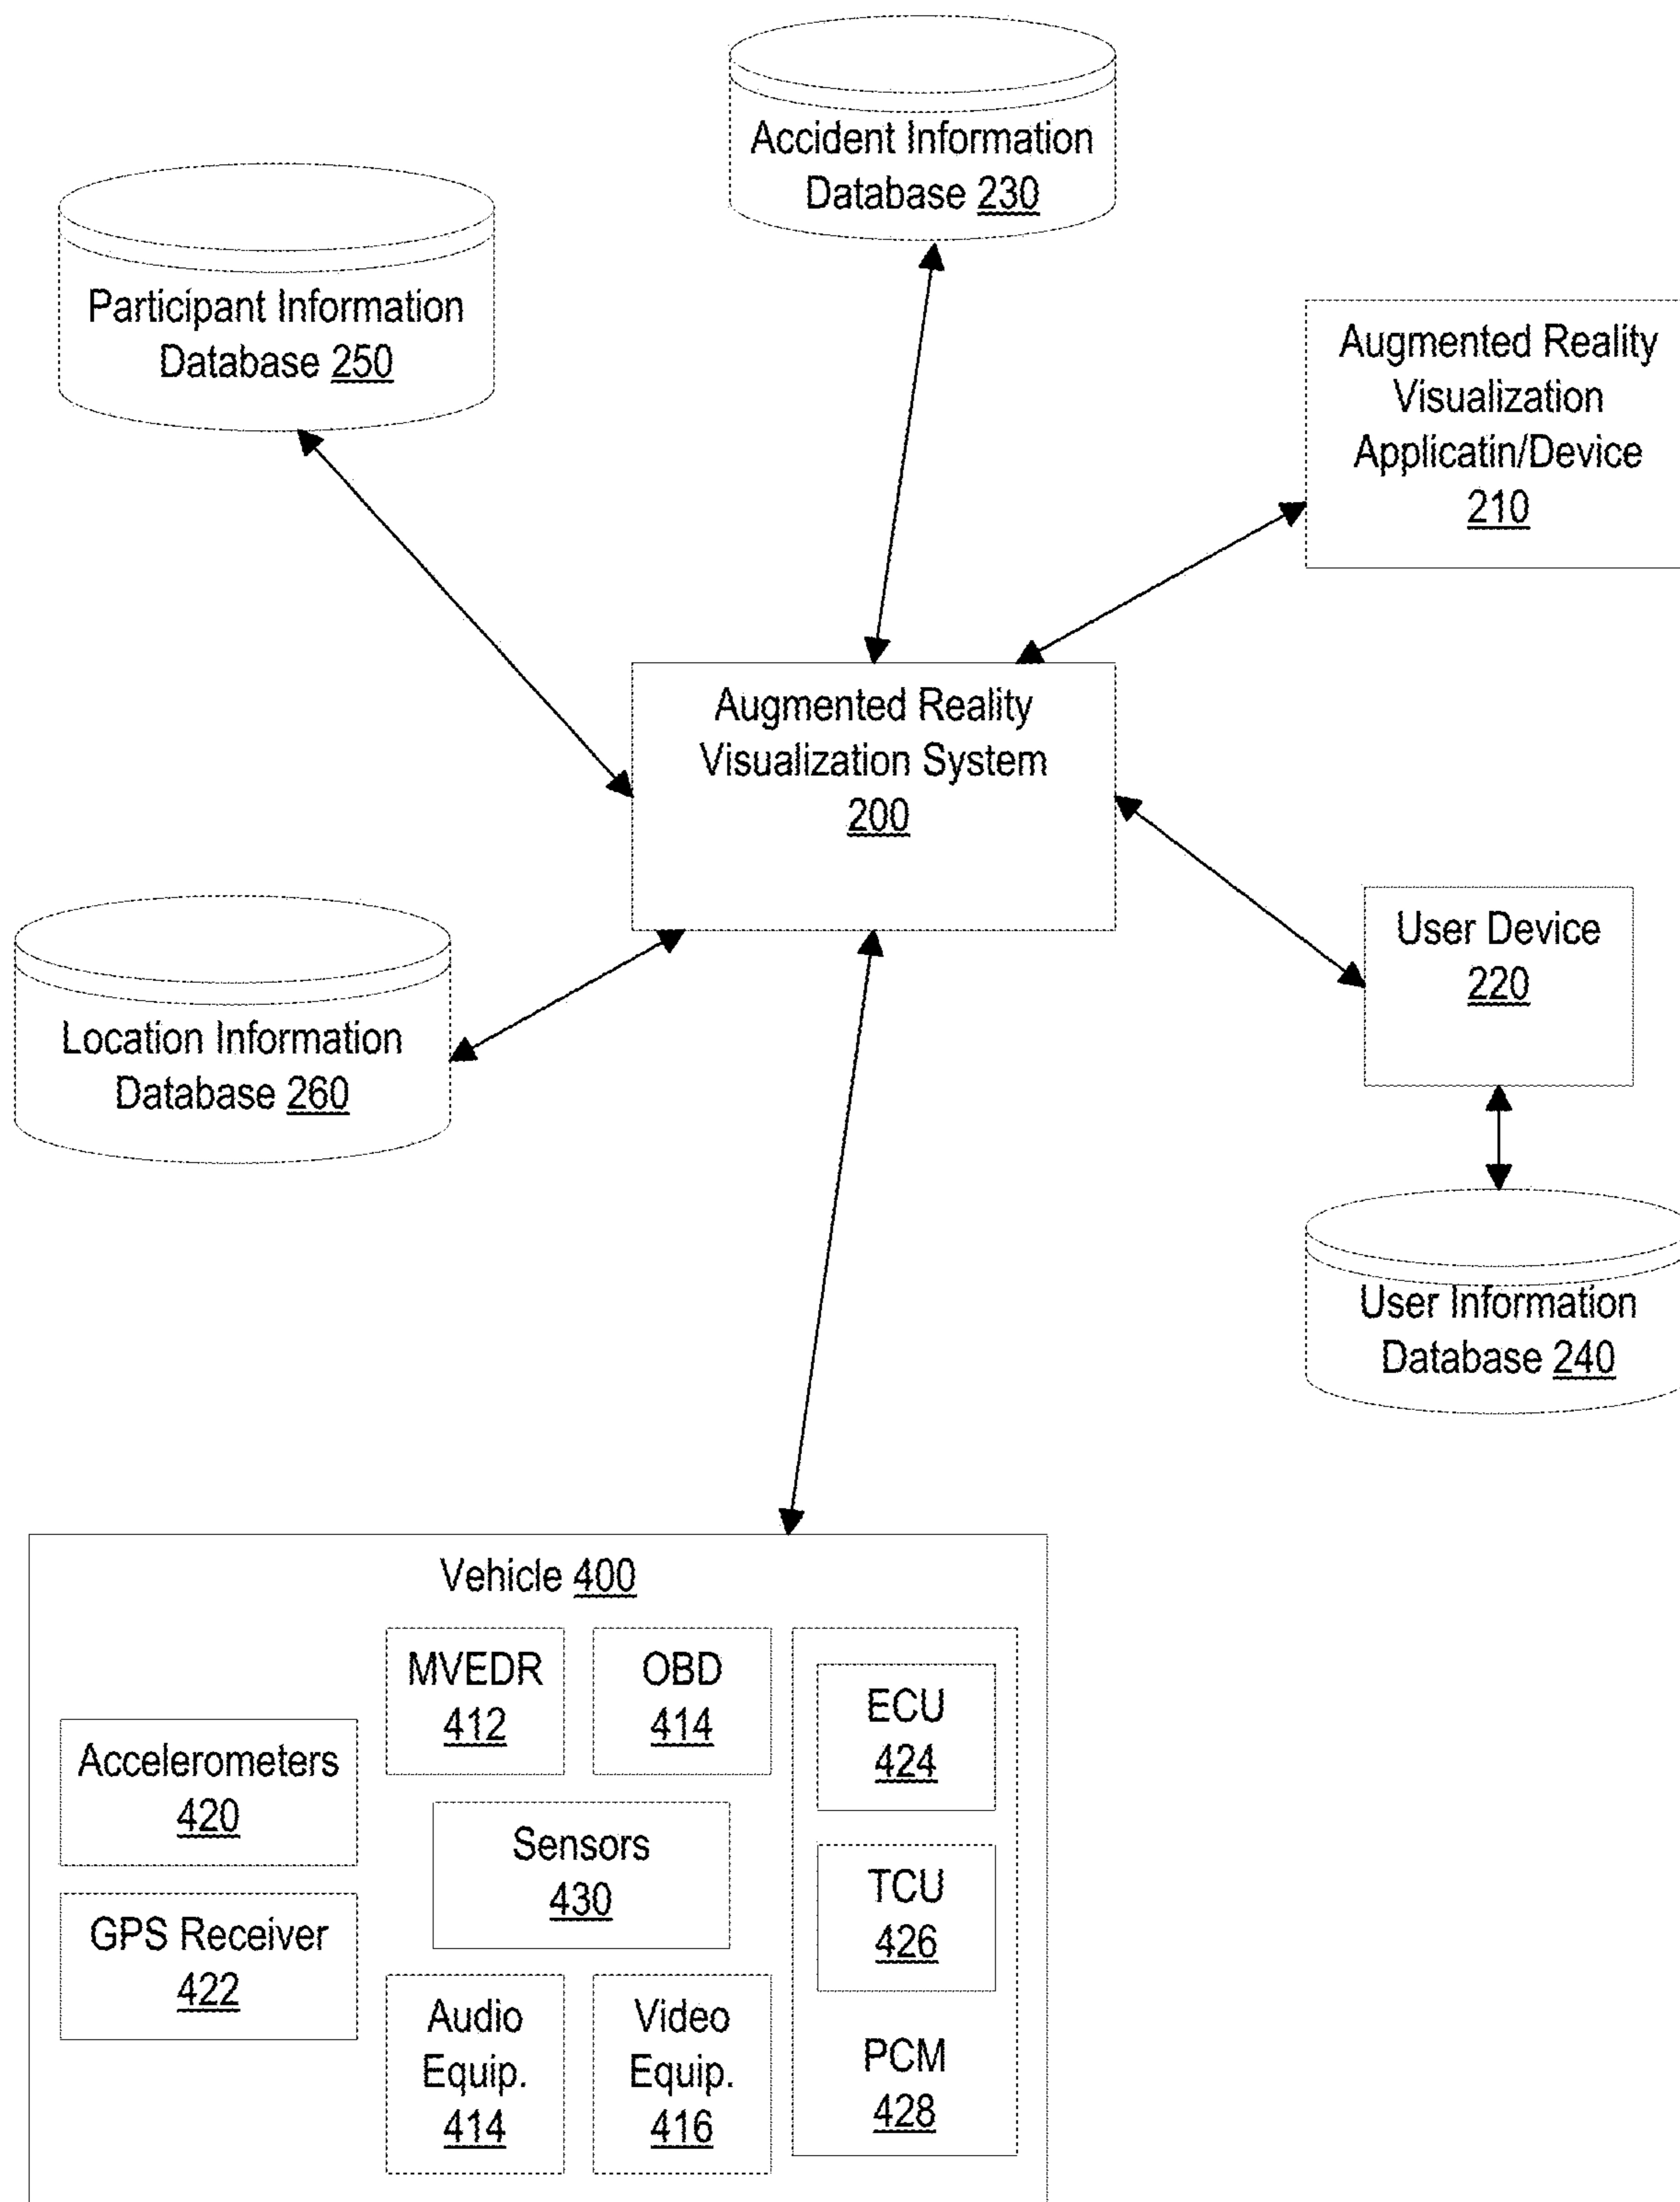 Accident Information
Database 230
Participant Information
Database 250
Augmented Reality
Visualization
Applicatin/Device
210
Augmented Reality
Visualization System
200
User Device
220
Location Information
Database 260
User Information
Database 240
Vehicle 400
MVEDR
412
OBD
414
ECU
424
Accelerometers
420
Sensors
430
TCU
426
GPS Receiver
422
Audio
Equip.
414
Video
Equip.
416
PCM
428